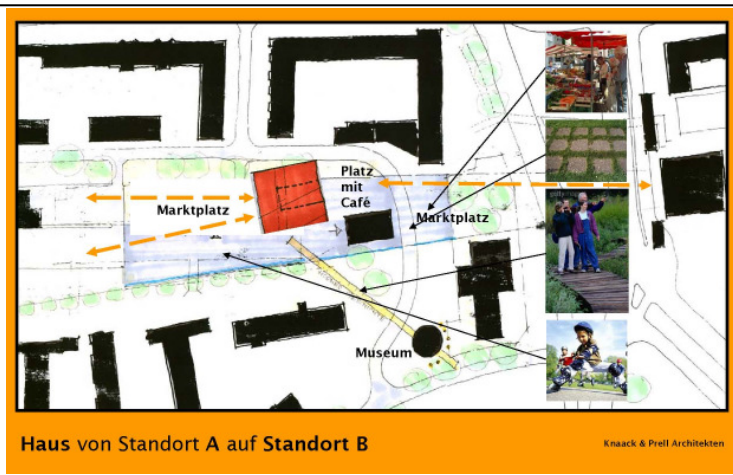 Platz
mit
Café
Marktplatz
Marktplatz
Museum
Haus von Standort A auf Standort B
Knaack & Prell Architekten